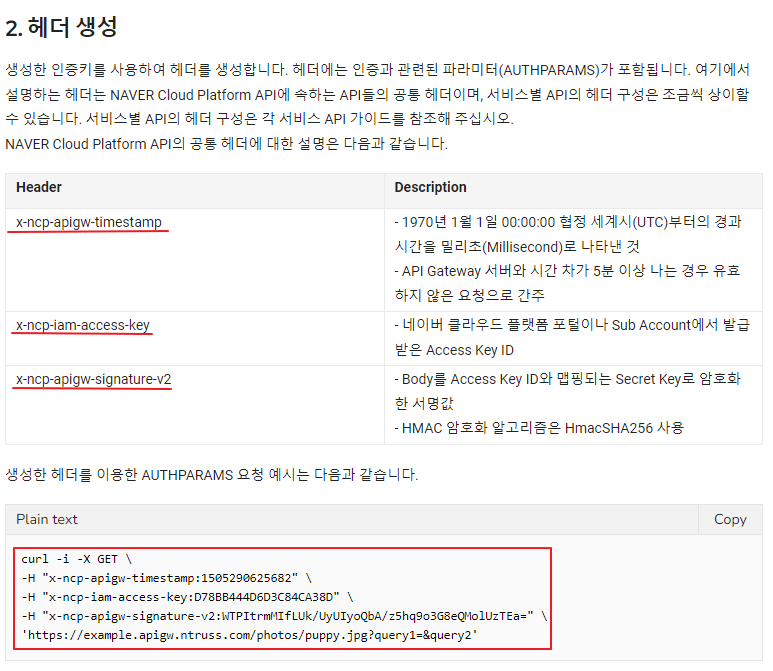 2. 헤더 생성
생성한 인증키를 사용하여 헤더를 생성합니다. 헤더에는 인증과 관련된 파라미터(AUTHPARAMS)가 포함됩니다. 여기에서
설명하는 헤더는 NAVER Cloud Platform API에 속하는 API들의 공통 헤더이며, 서비스별 API의 헤더 구성은 조금씩 상이할
수 있습니다. 서비스별 API의 헤더 구성은 각 서비스 API 가이드를 참조해 주십시오.
NAVER Cloud Platform API의 공통 헤더에 대한 설명은 다음과 같습니다.
Header Description
x-ncp-apigw-timestamp - 1970년 1월 1일 00:00:00 협정 세계시(UTC)부터의 경과
시간을 밀리초(Millisecond)로 나타낸 것
- API Gateway 서버와 시간 차가 5분 이상 나는 경우 유효
하지 않은 요청으로 간주
x-ncp-iam-access-key - 네이버 클라우드 플랫폼 포털이나 Sub Account에서 발급
받은 Access Key ID
x-ncp-apigw-signature-v2 - Body를 Access Key ID와 맵핑되는 Secret Key로 암호화
한 서명값
- HMAC 암호화 알고리즘은 HmacSHA256 사용
생성한 헤더를 이용한 AUTHPARAMS 요청 예시는 다음과 같습니다.
Plain text Copy
curl -i -X GET \
-H "x-ncp-apigw-timestamp:1505290625682" \
-H "x-ncp-iam-access-key:D78BB444D6D3C84CA38D" \
-H "x-ncp-apigw-signature-v2:WTPItrmMIfLUk/UyUIyoQbA/z5hq9o3G8eQMolUzTEa=" \
'https://example.apigw.ntruss.com/photos/puppy.jpg?query1=&query2'